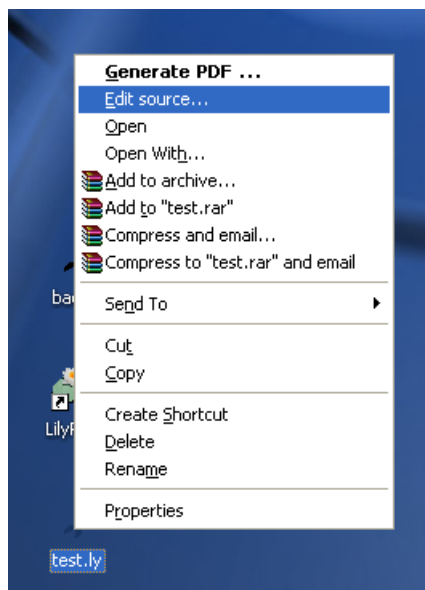 Generate PDF ...
Edit source...
Open
Open With...
Add to archive...
Add to "test.rar"
Compress and email...
Compress to "test.rar" and email
Send To
Cut
Copy
Create Shortcut
Delete
Rename
Properties
test.ly